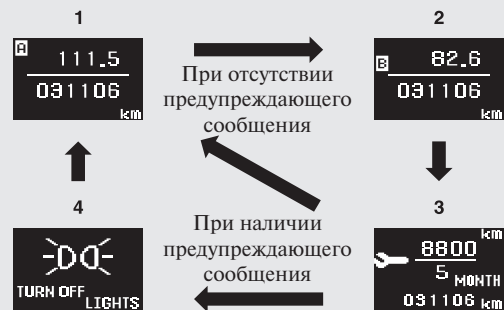 1
A 111.5
031106
km
При отсутствии
предупреждающего
сообщения
2
B 82.6
031106
km
4
TURN OFF
LIGHTS
При наличии
предупреждающего
сообщения
3
km
8800
5 MONTH
031106 km